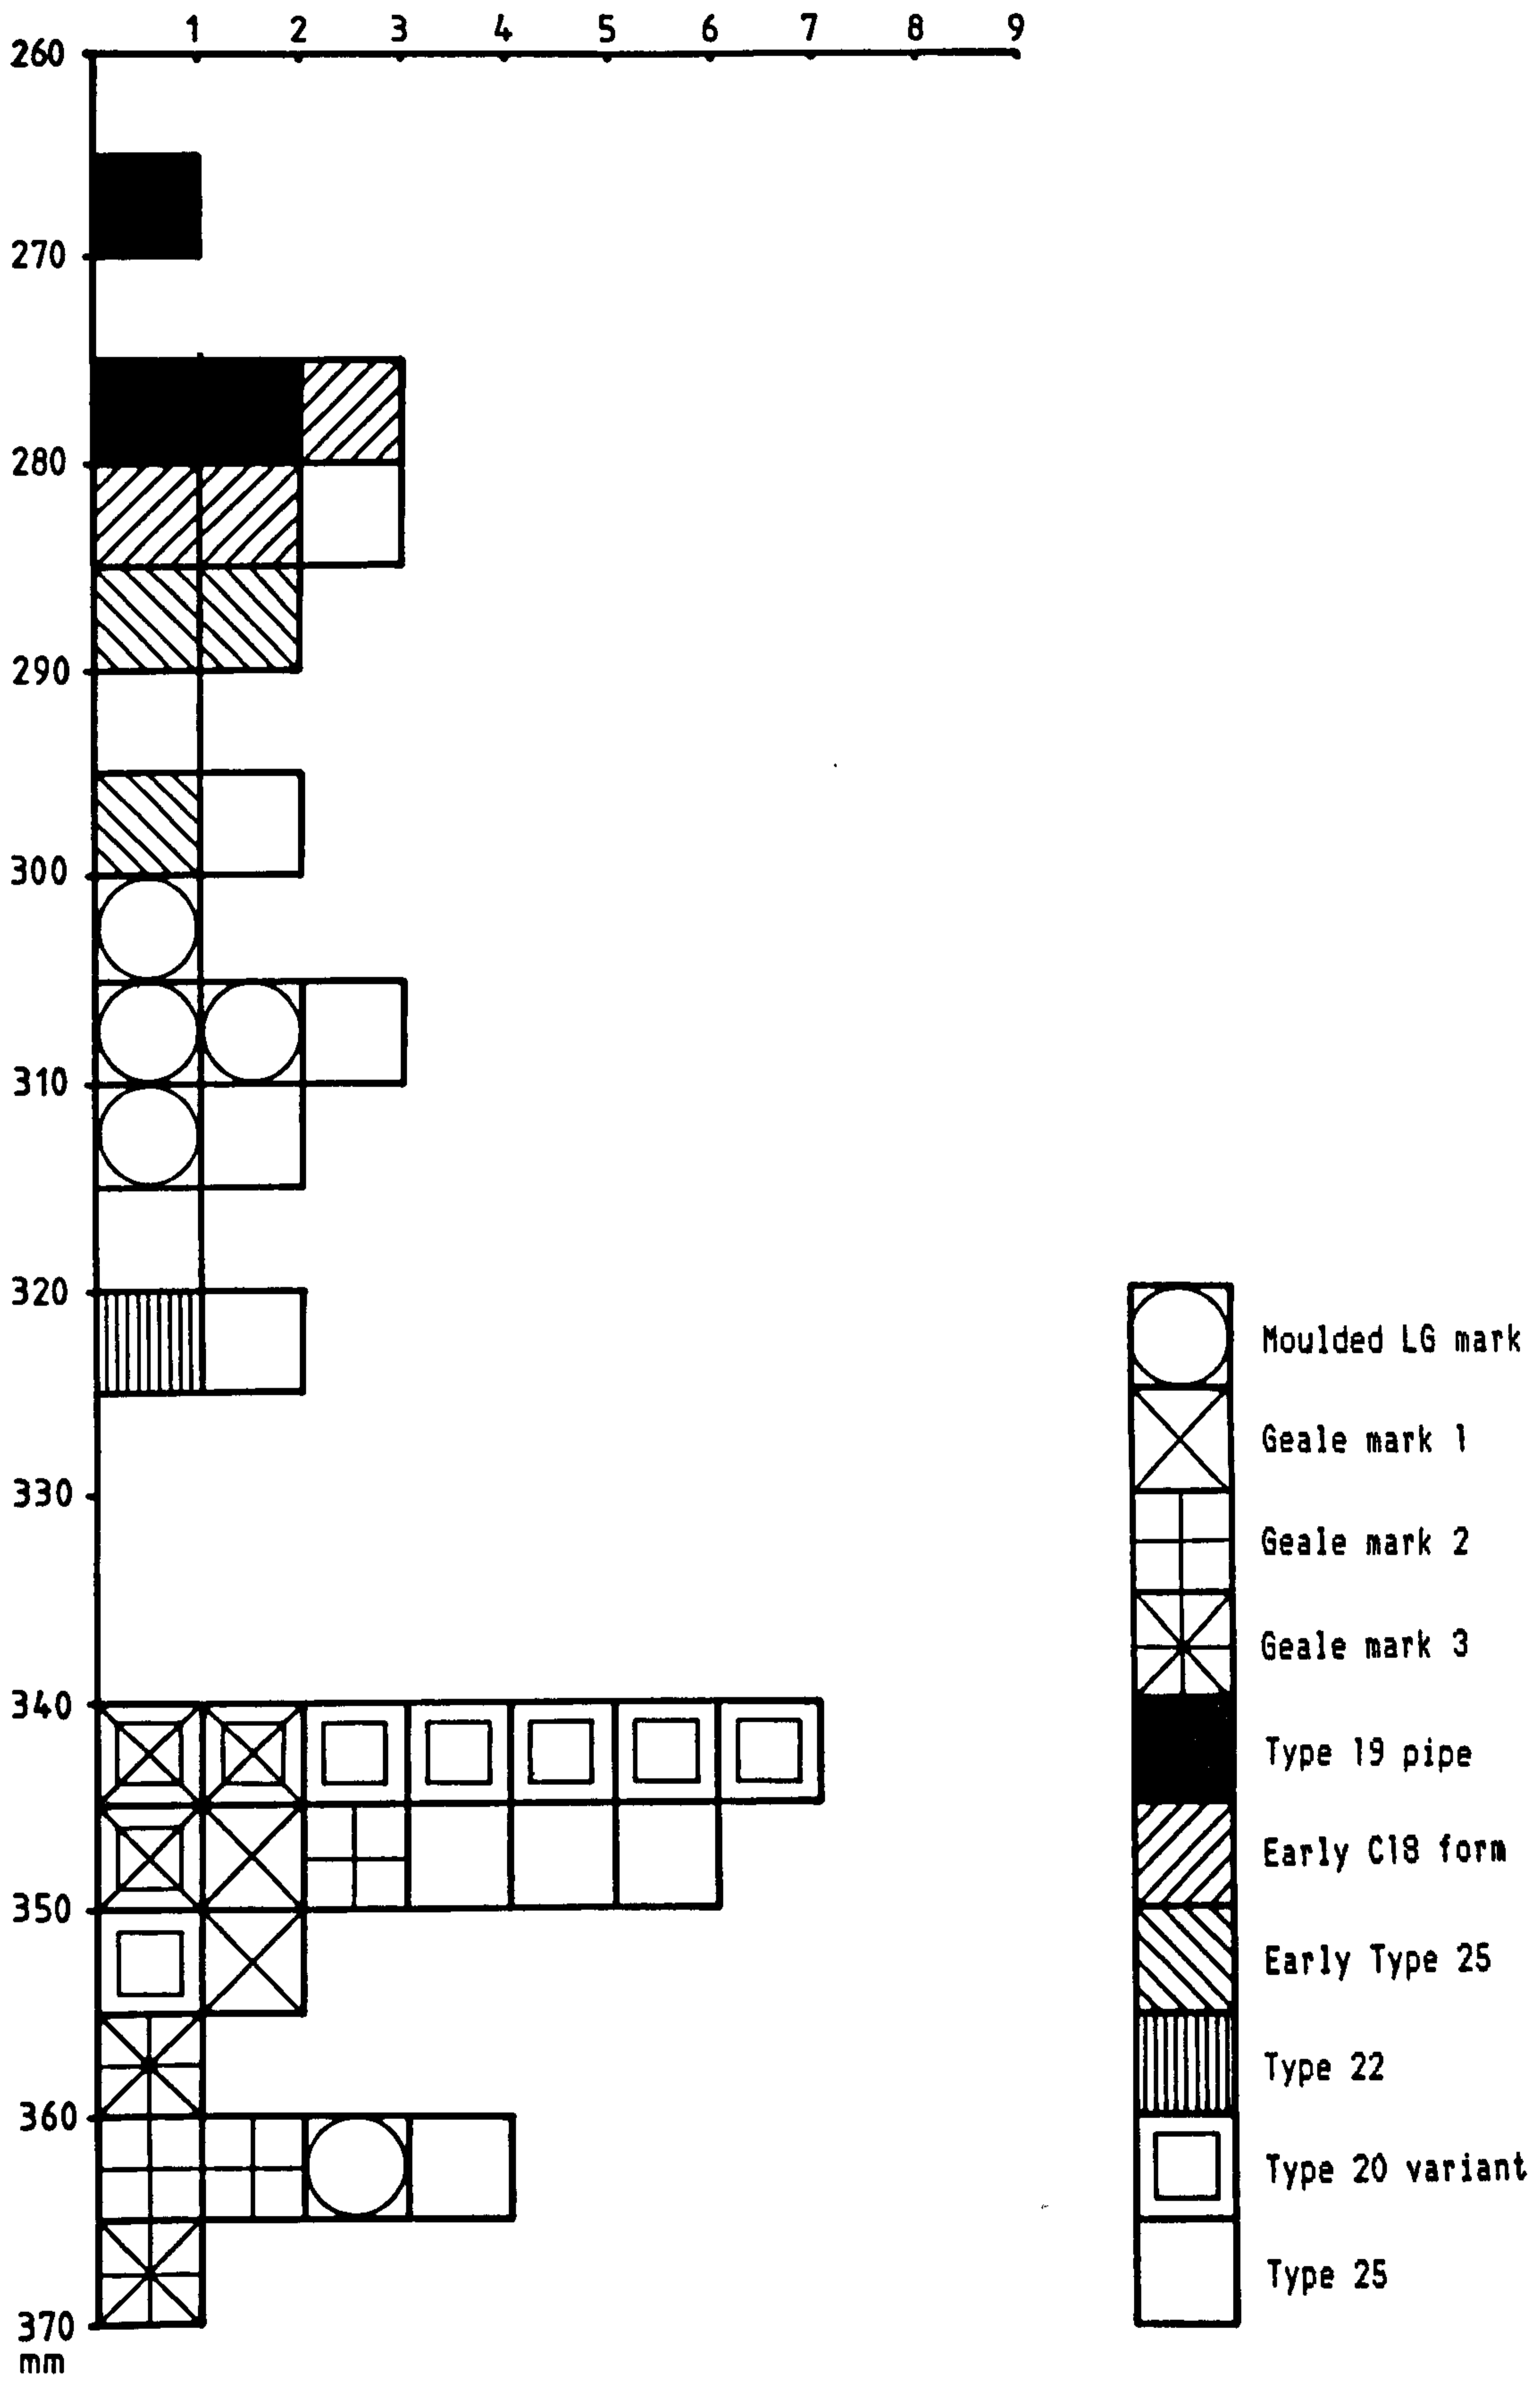 1 2 3 4 5 6 7 8 9
260
270
280
290
300
310
320
330
340
350
360
370
mm
Moulded LG mark
Geale mark 1
Geale mark 2
Geale mark 3
Type 19 pipe
Early C18 form
Early Type 25
Type 22
Type 20 variant
Type 25